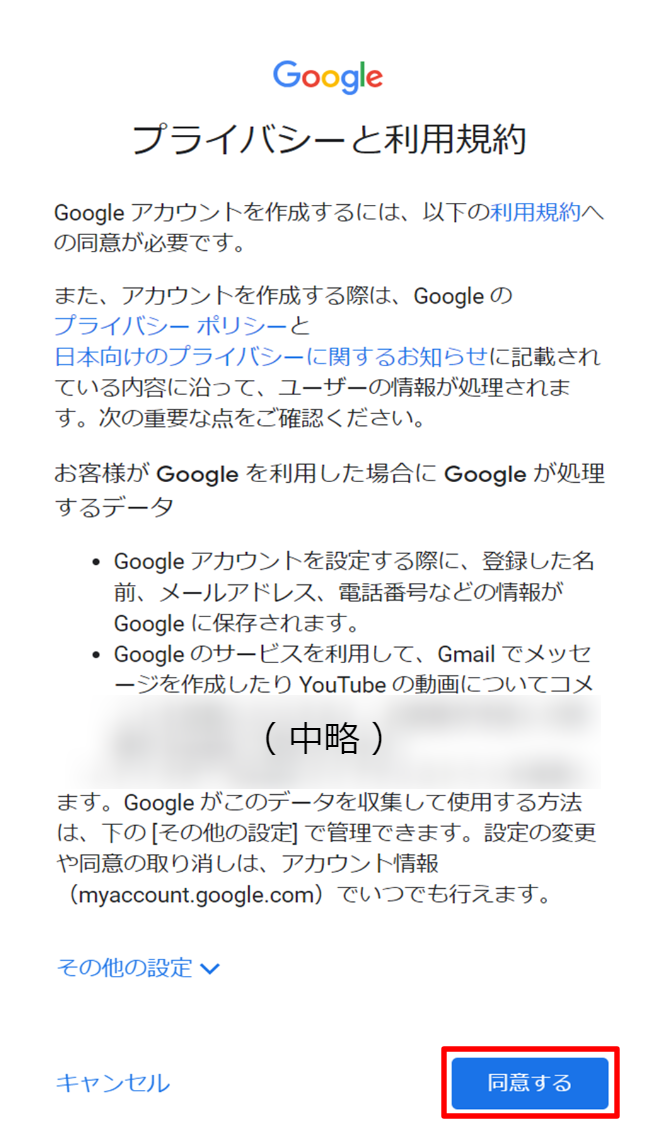 Google
プライバシーと利用規約
Google アカウントを作成するには、以下の利用規約へ
の同意が必要です。
また、アカウントを作成する際は、Google の
プライバシー ポリシーと
日本向けのプライバシーに関するお知らせに記載され
ている内容に沿って、ユーザーの情報が処理されま
す。次の重要な点をご確認ください。
お客様が Google を利用した場合に Google が処理
するデータ
• Google アカウントを設定する際に、登録した名
前、メールアドレス、電話番号などの情報が
Google に保存されます。
• Google のサービスを利用して、Gmail でメッセ
ージを作成したり YouTube の動画についてコメ
（中略）
ます。Google がこのデータを収集して使用する方法
は、下の [その他の設定] で管理できます。設定の変更
や同意の取り消しは、アカウント情報
（myaccount.google.com）でいつでも行えます。
その他の設定
キャンセル
同意する